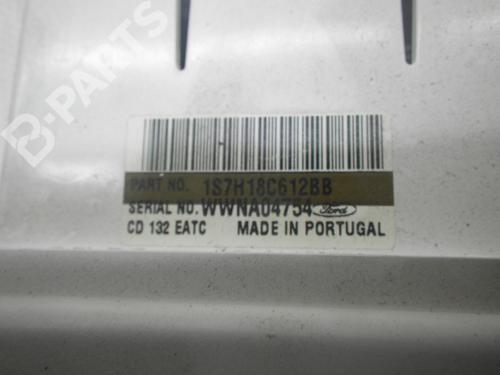 B-PARTS
PART NO. 1S7H18C612BB
SERIAL NO. WWNA04754 Ford
CD 132 EATC MADE IN PORTUGAL